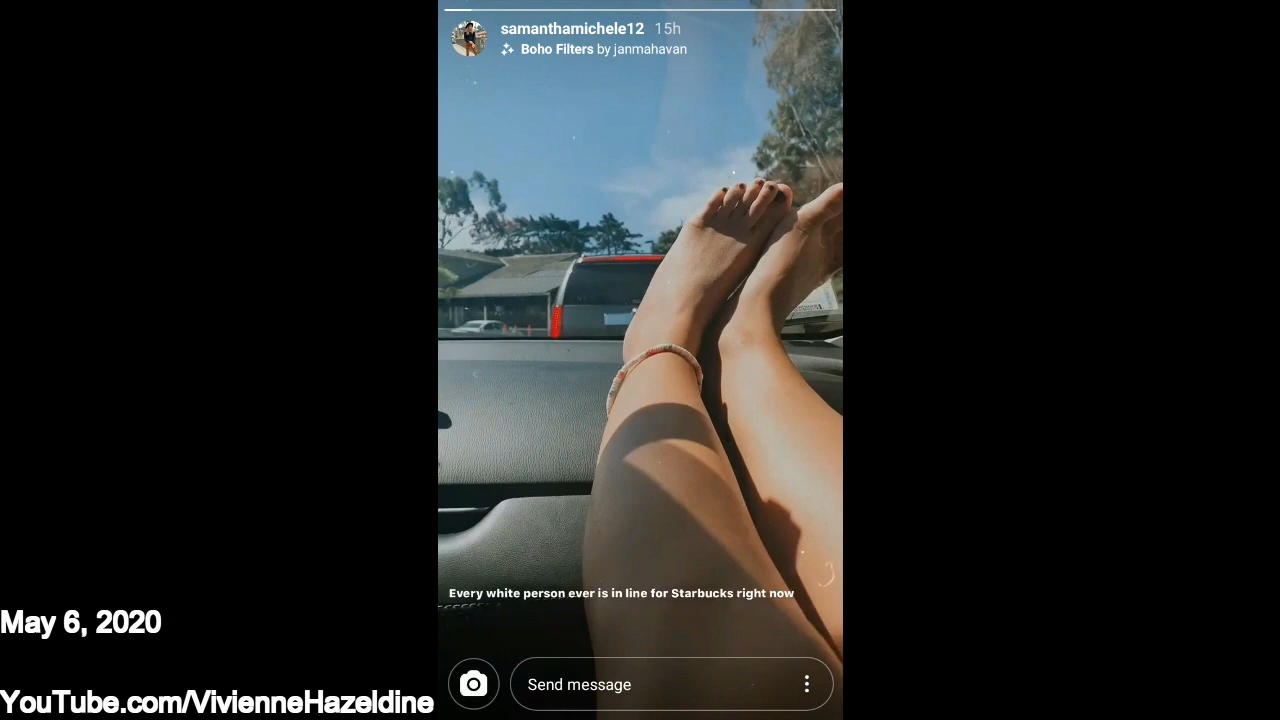 samanthamichele12 15h
Boho Filters by janmahavan
Every white person ever is in line for Starbucks right now
May 6, 2020
Send message
YouTube.com/VivienneHazeldine